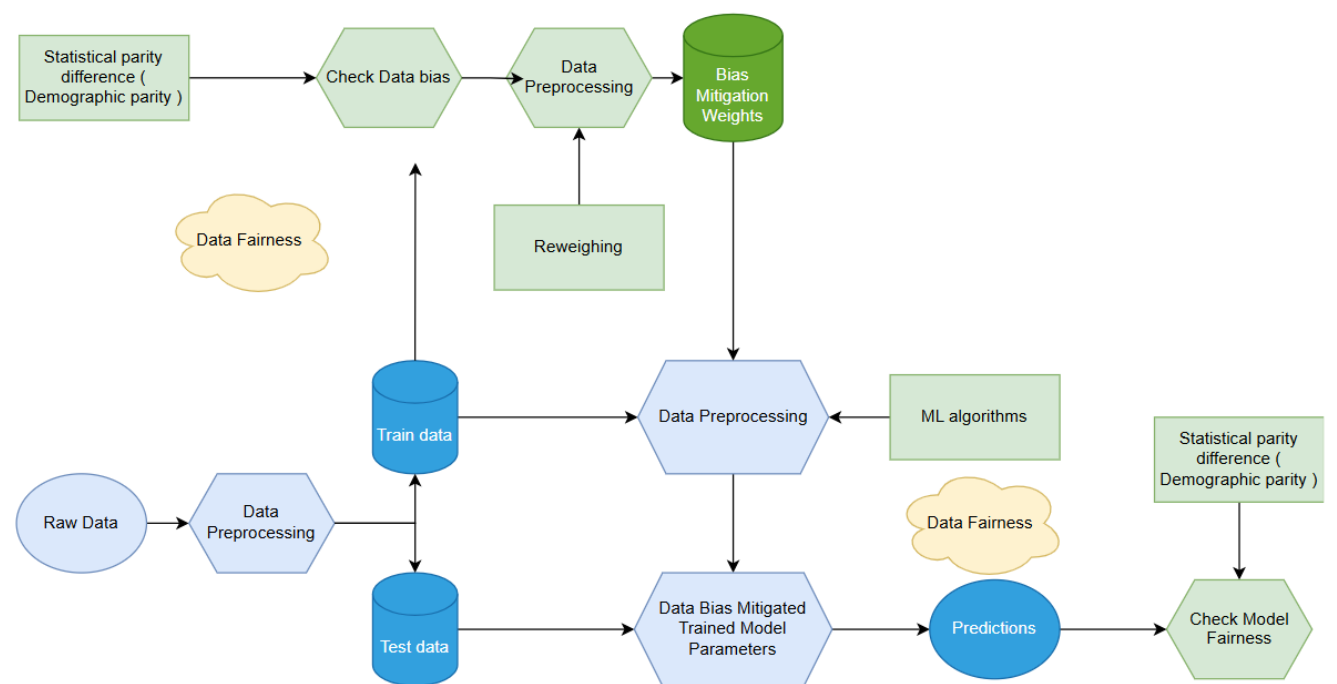 Statistical parity
difference (
Demographic parity )
Check Data bias
Data
Preprocessing
Bias
Mitigation
Weights
Data Fairness
Reweighing
Train data
Data Preprocessing
ML algorithms
Statistical parity
difference (
Demographic parity )
Raw Data
Data
Preprocessing
Data Fairness
Test data
Data Bias Mitigated
Trained Model
Parameters
Predictions
Check Model
Fairness